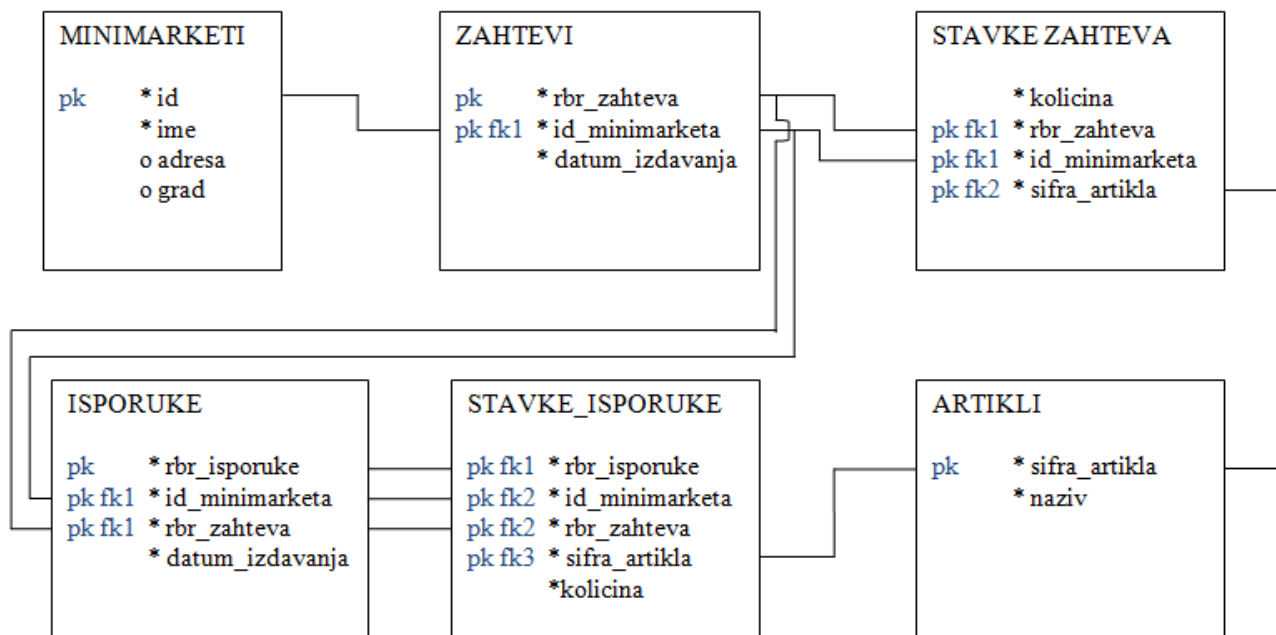 MINIMARKETI
pk * id
* ime
o adresa
o grad
ZAHTEVI
pk * rbr_zahteva
pk fk1 * id_minimarketa
* datum_izdavanja
STAVKE ZAHTEVA
* kolicina
pk fk1 * rbr_zahteva
pk fk1 * id_minimarketa
pk fk2 * sifra_artikla
ISPORUKE
pk * rbr_isporuke
pk fk1 * id_minimarketa
pk fk1 * rbr_zahteva
* datum_izdavanja
STAVKE_ISPORUKE
pk fk1 * rbr_isporuke
pk fk2 * id_minimarketa
pk fk2 * rbr_zahteva
pk fk3 * sifra_artikla
*kolicina
ARTIKLI
pk * sifra_artikla
* naziv